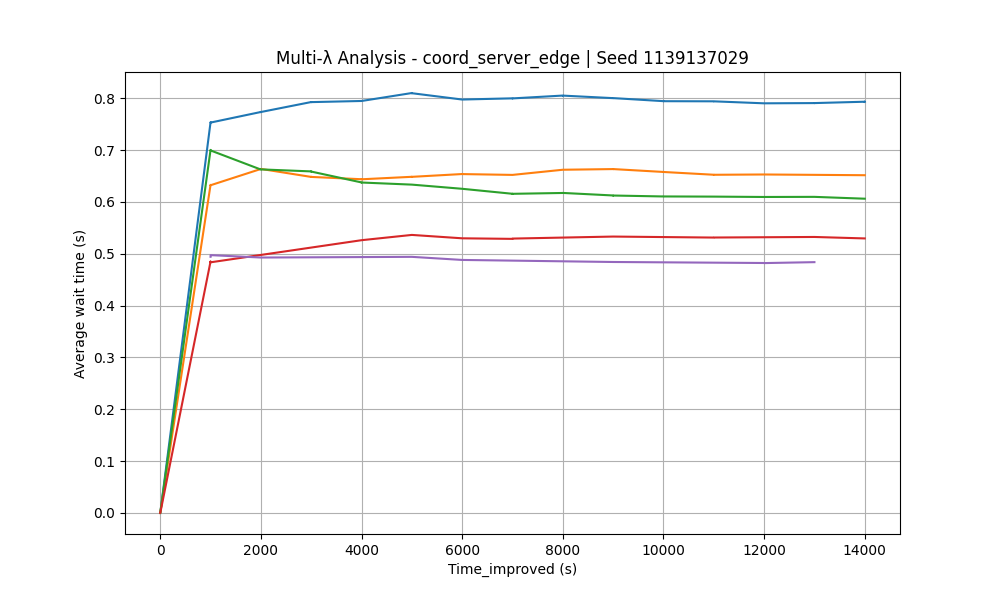 Multi-λ Analysis - coord_server_edge | Seed 1139137029
0.8
0.7
0.6
0.5
0.4
0.3
0.2
0.1
0.0
Average wait time (s)
0 2000 4000 6000 8000 10000 12000 14000
Time_improved (s)